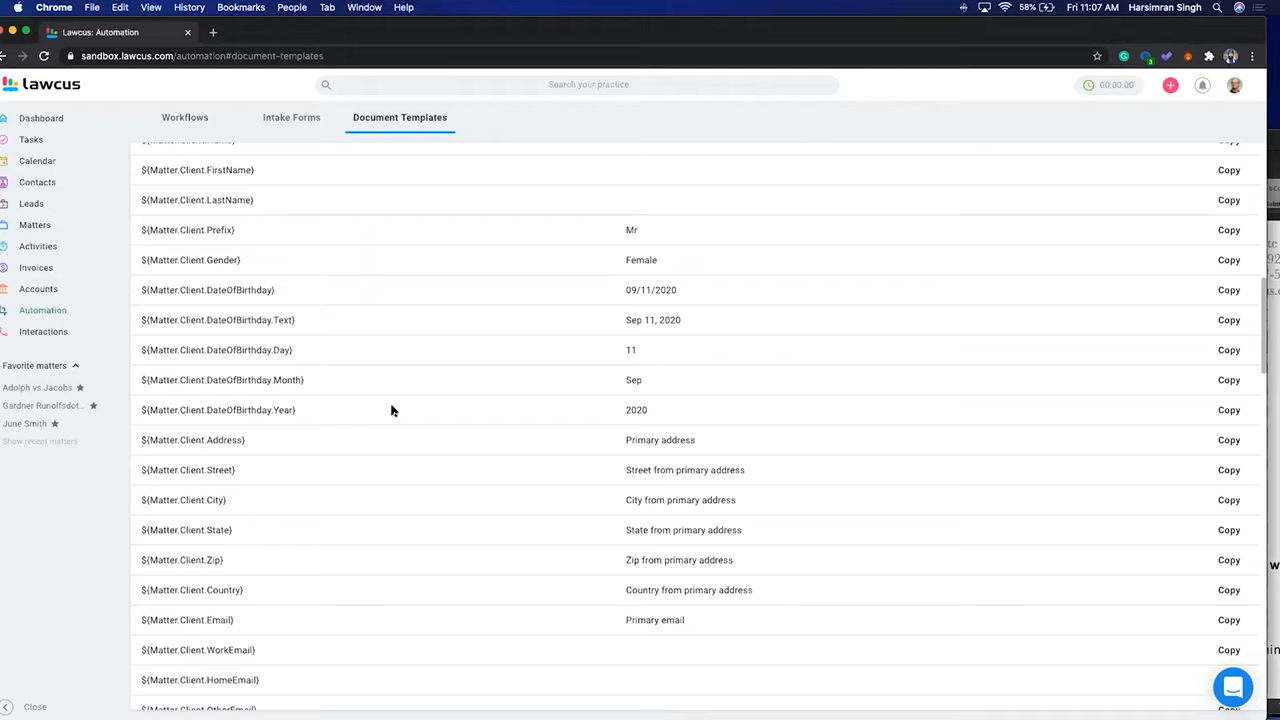 Chrome File Edit View History Bookmarks People Tab Window Help 58% Fri 11:07 AM Harsimran Singh
Lawcus: Automation
sandbox.lawcus.com/automation#document-templates
lawcus Search your practice 00:00:00
Dashboard
Tasks
Calendar
Contacts
Leads
Matters
Activities
Invoices
Accounts
Automation
Interactions
Favorite matters
Adolph vs Jacobs
Gardner Runolfsdot...
June Smith
Show recent matters
Close
Workflows Intake Forms Document Templates
${Matter.Client.FirstName} Copy
${Matter.Client.LastName} Copy
${Matter.Client.Prefix} Mr Copy
${Matter.Client.Gender} Female Copy
${Matter.Client.DateOfBirthday} 09/11/2020 Copy
${Matter.Client.DateOfBirthday.Text} Sep 11, 2020 Copy
${Matter.Client.DateOfBirthday.Day} 11 Copy
${Matter.Client.DateOfBirthday.Month} Sep Copy
${Matter.Client.DateOfBirthday.Year} 2020 Copy
${Matter.Client.Address} Primary address Copy
${Matter.Client.Street} Street from primary address Copy
${Matter.Client.City} City from primary address Copy
${Matter.Client.State} State from primary address Copy
${Matter.Client.Zip} Zip from primary address Copy
${Matter.Client.Country} Country from primary address Copy
${Matter.Client.Email} Primary email Copy
${Matter.Client.WorkEmail} Copy
${Matter.Client.HomeEmail} Copy
${Matter.Client.OtherEmail}